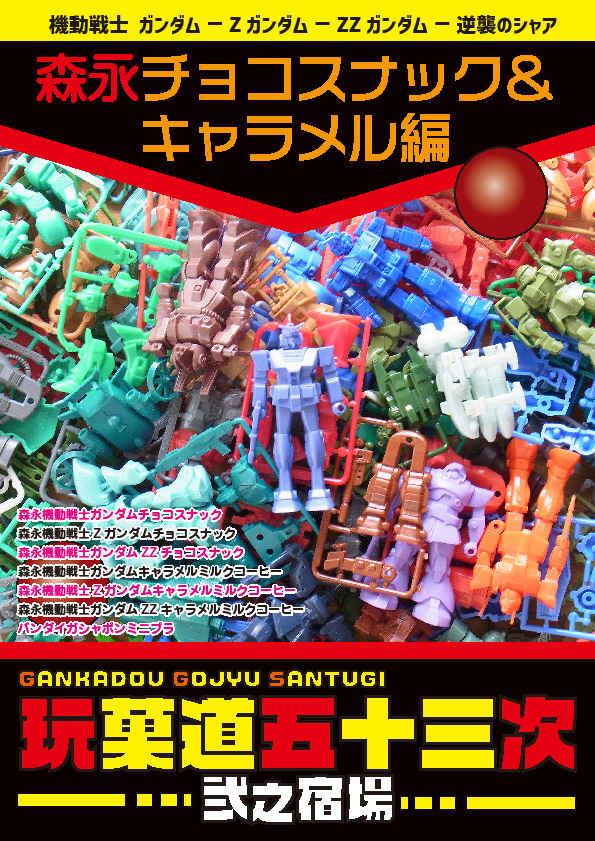 機動戦士 ガンダム ー Z ガンダム ー ZZ ガンダム ー 逆襲のシャア
森永チョコスナック&
キャラメル編
森永機動戦士ガンダムチョコスナック
森永機動戦士 Z ガンダムチョコスナック
森永機動戦士ガンダム ZZ チョコスナック
森永機動戦士ガンダムキャラメルミルクコーヒー
森永機動戦士 Z ガンダムキャラメルミルクコーヒー
森永機動戦士ガンダム ZZ キャラメルミルクコーヒー
バンダイガシャポンミニプラ
GANKADOU GOJYU SANTUGI
玩菓道五十三次
弐之宿場